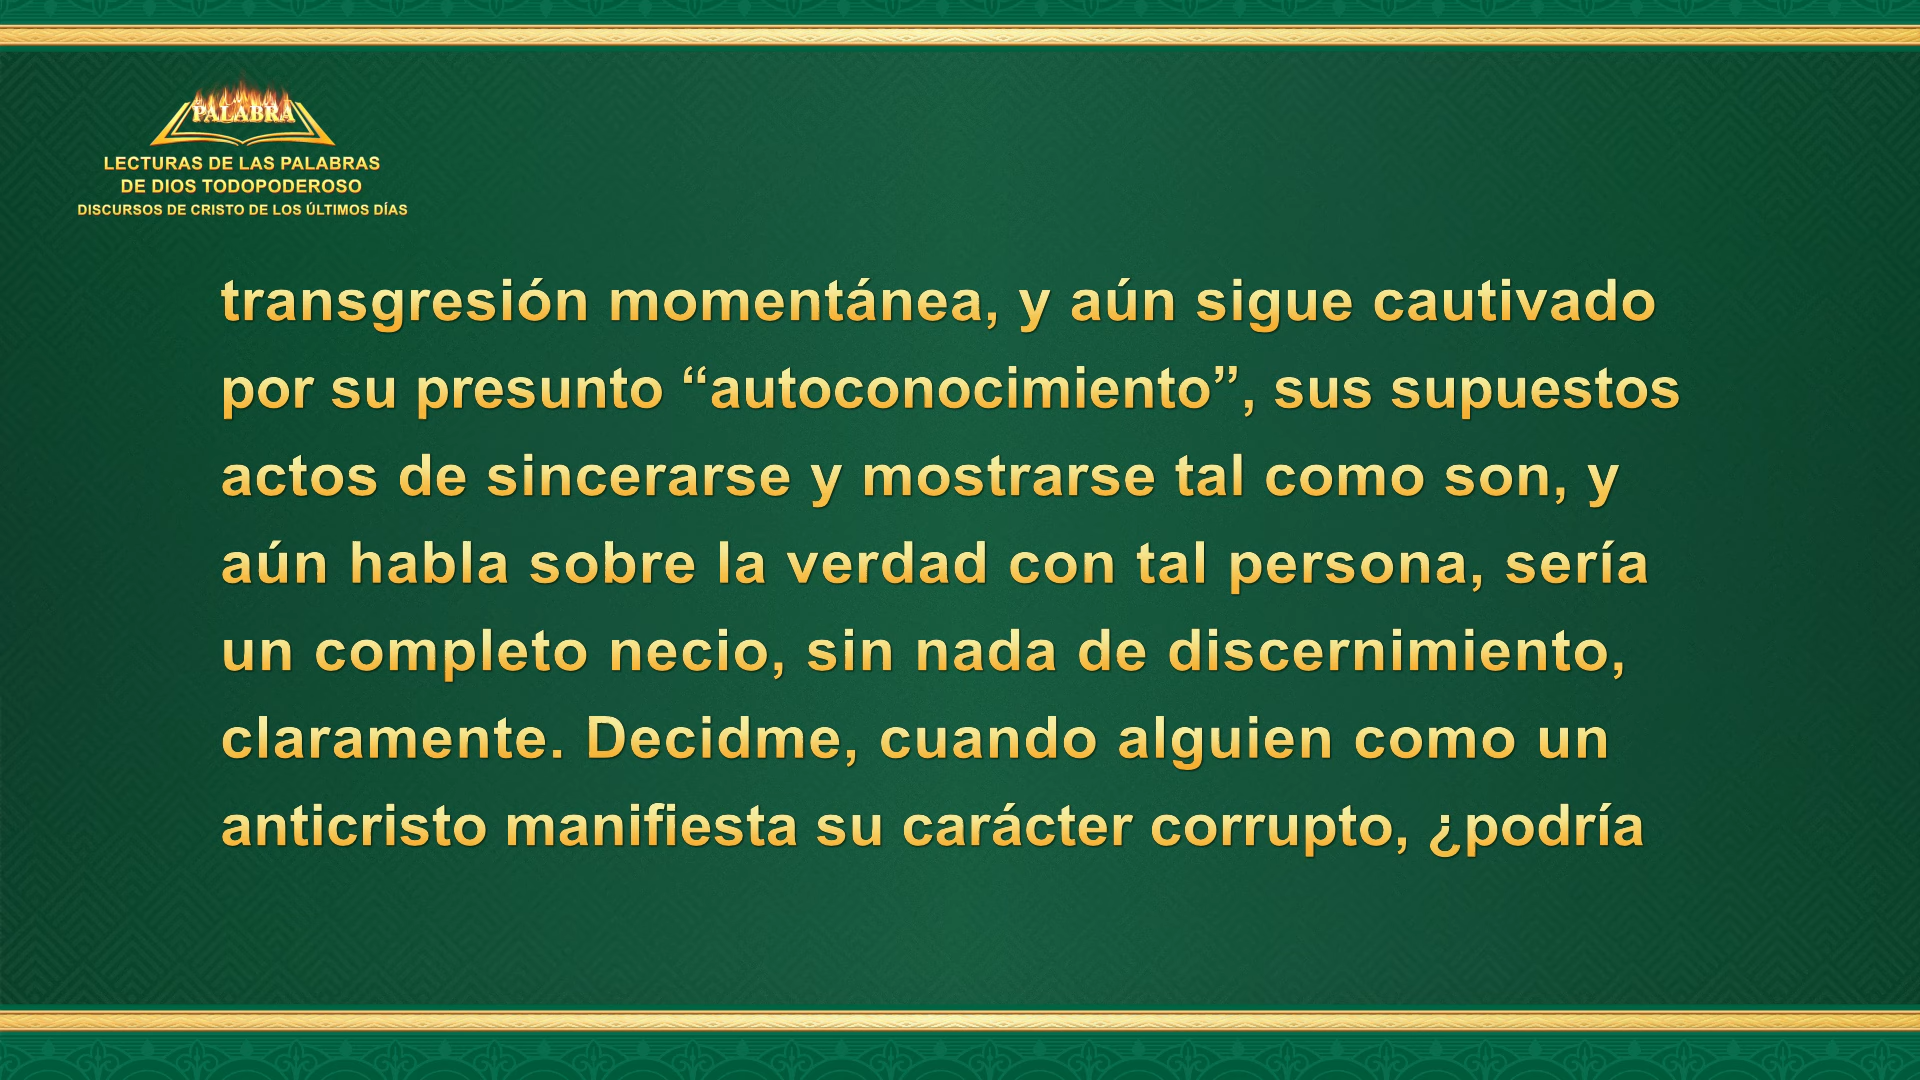 PALABRA
LECTURAS DE LAS PALABRAS
DE DIOS TODOPODEROSO
DISCURSOS DE CRISTO DE LOS ÚLTIMOS DÍAS
transgresión momentánea, y aún sigue cautivado
por su presunto “autoconocimiento”, sus supuestos
actos de sincerarse y mostrarse tal como son, y
aún habla sobre la verdad con tal persona, sería
un completo necio, sin nada de discernimiento,
claramente. Decidme, cuando alguien como un
anticristo manifiesta su carácter corrupto, ¿podría